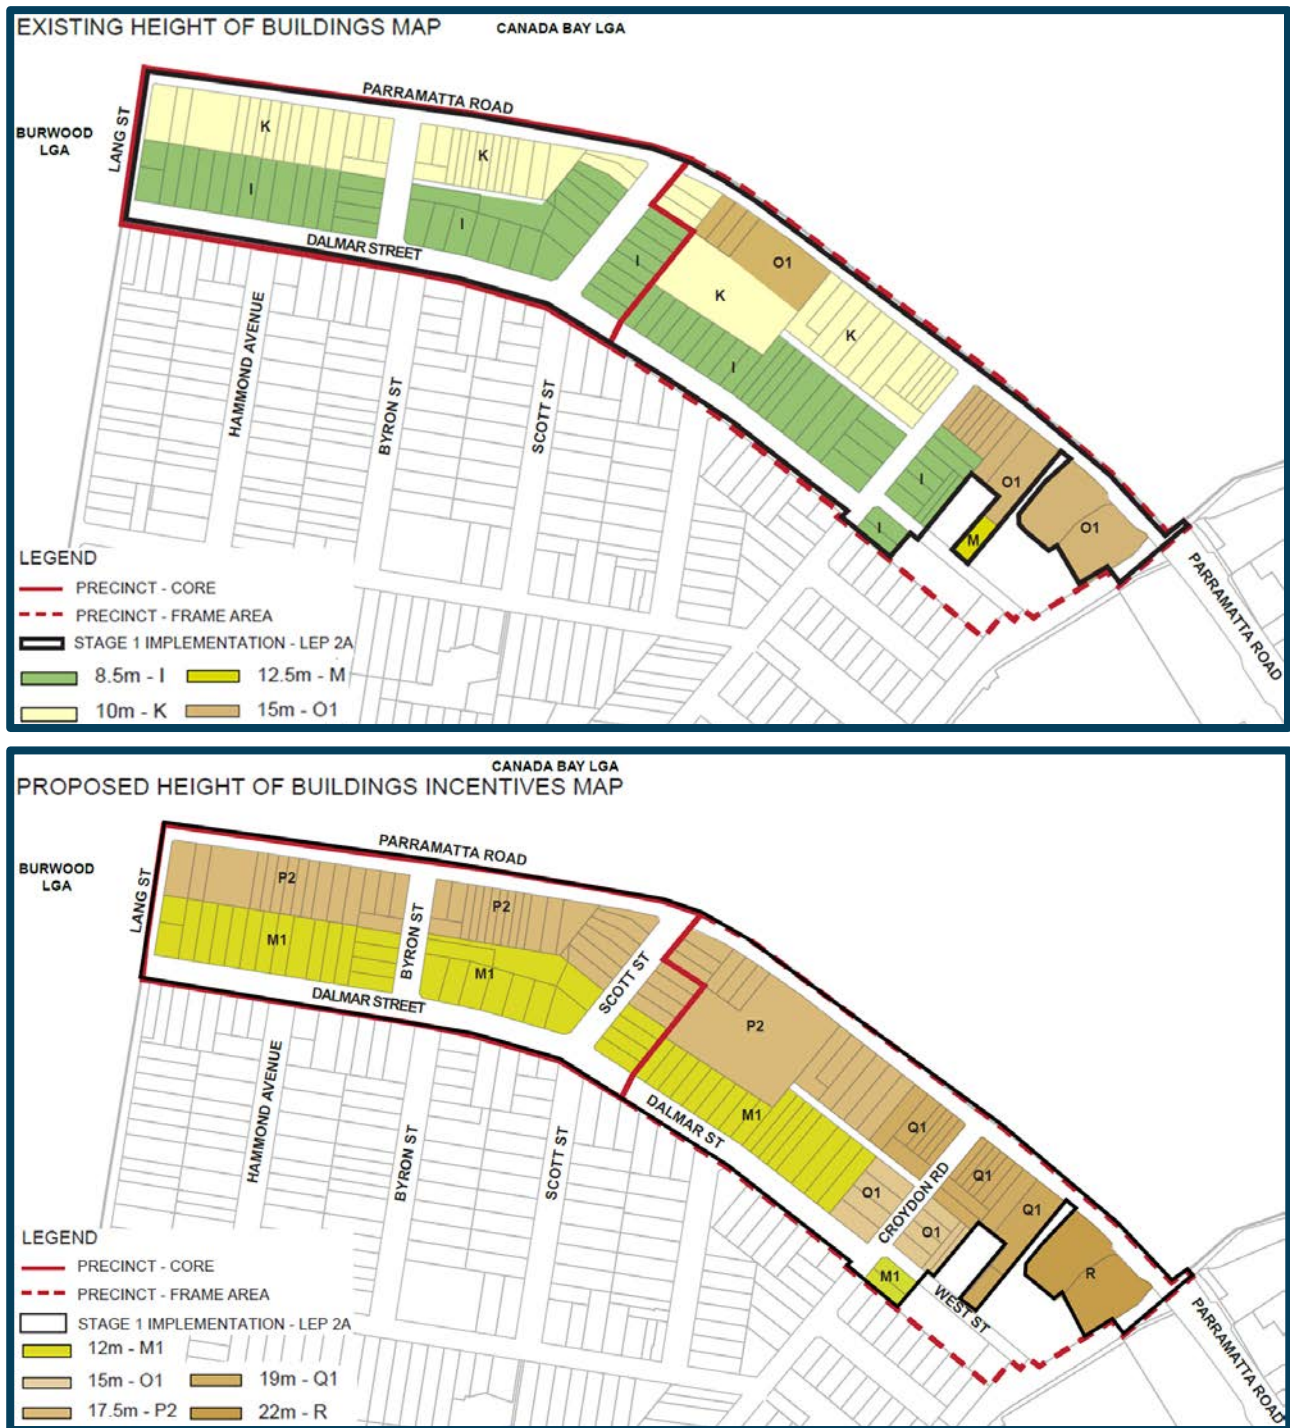 EXISTING HEIGHT OF BUILDINGS MAP
CANADA BAY LGA
PARRAMATTA ROAD
BURWOOD
LGA
LANG ST
K
K
I
I
DALMAR STREET
I
O1
K
K
I
HAMMOND AVENUE
BYRON ST
SCOTT ST
I
O1
I
M
O1
PARRAMATTA ROAD
LEGEND
PRECINCT - CORE
PRECINCT - FRAME AREA
STAGE 1 IMPLEMENTATION - LEP 2A
8.5m - I
12.5m - M
10m - K
15m - O1
CANADA BAY LGA
PROPOSED HEIGHT OF BUILDINGS INCENTIVES MAP
PARRAMATTA ROAD
BURWOOD
LGA
LANG ST
P2
P2
M1
BYRON ST
M1
SCOTT ST
DALMAR STREET
P2
HAMMOND AVENUE
BYRON ST
SCOTT ST
DALMAR ST
M1
Q1
O1
CROYDON RD
Q1
O1
Q1
M1
WEST ST
R
PARRAMATTA ROAD
LEGEND
PRECINCT - CORE
PRECINCT - FRAME AREA
STAGE 1 IMPLEMENTATION - LEP 2A
12m - M1
15m - O1
19m - Q1
17.5m - P2
22m - R